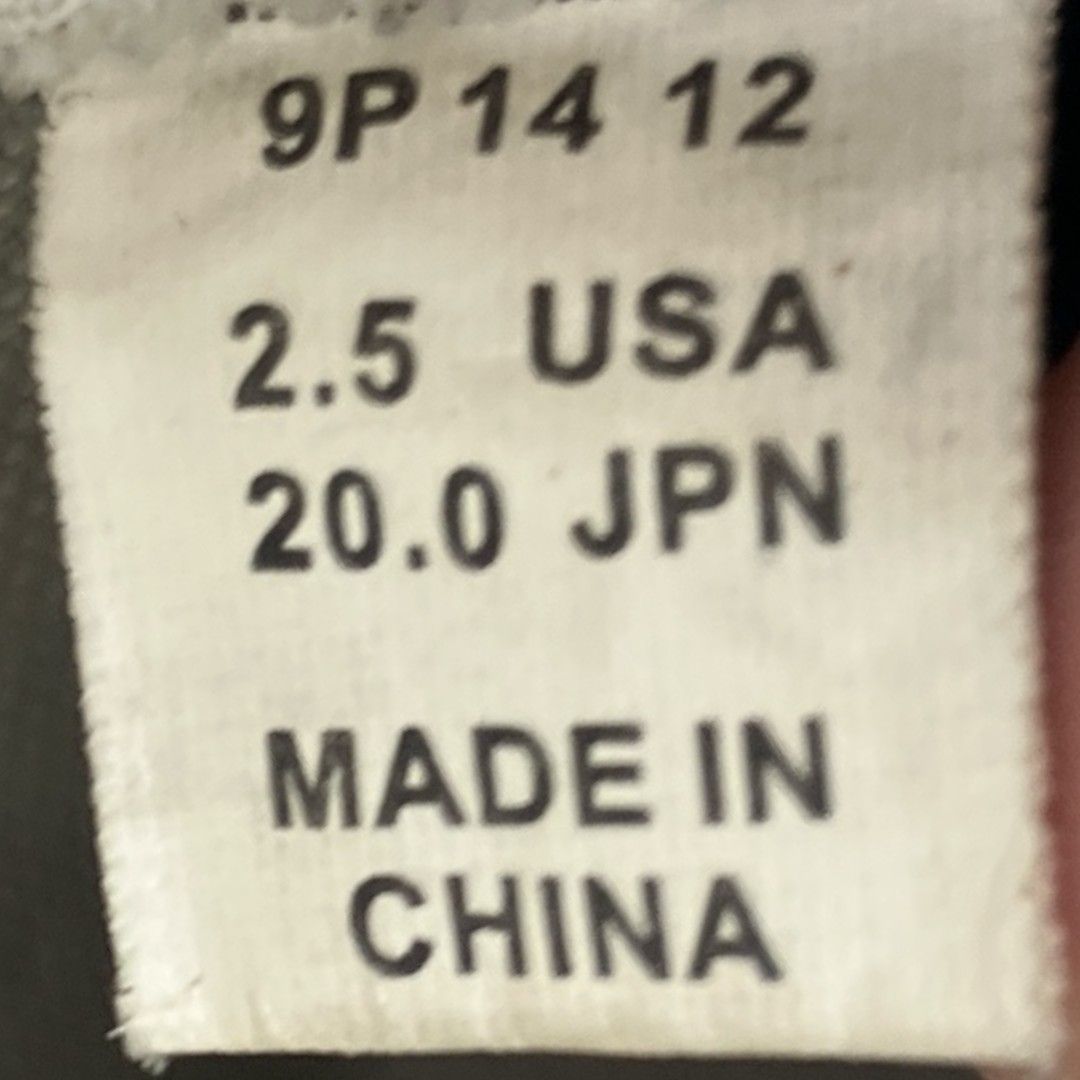 9P 14 12
2.5 USA
20.0 JPN
MADE IN
CHINA